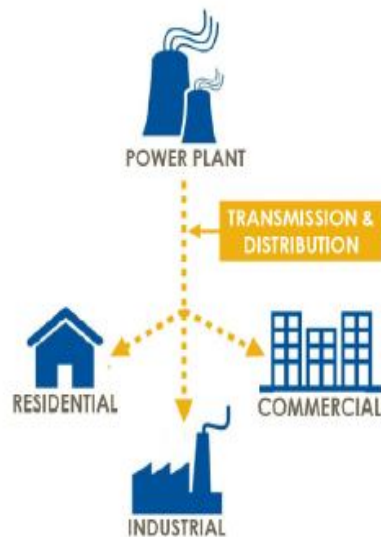 POWER PLANT
TRANSMISSION &
DISTRIBUTION
RESIDENTIAL
COMMERCIAL
INDUSTRIAL